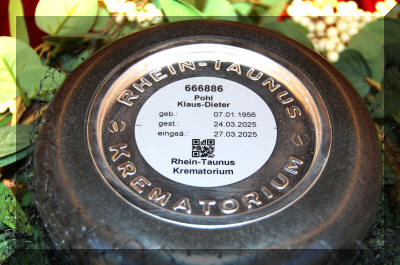 RHEIN-TAUNUS
666886
Pohl
Klaus-Dieter
geb.: 07.01.1956
gest.: 24.03.2025
eingeä.: 27.03.2025
Rhein-Taunus
Krematorium
KREMATORIUM